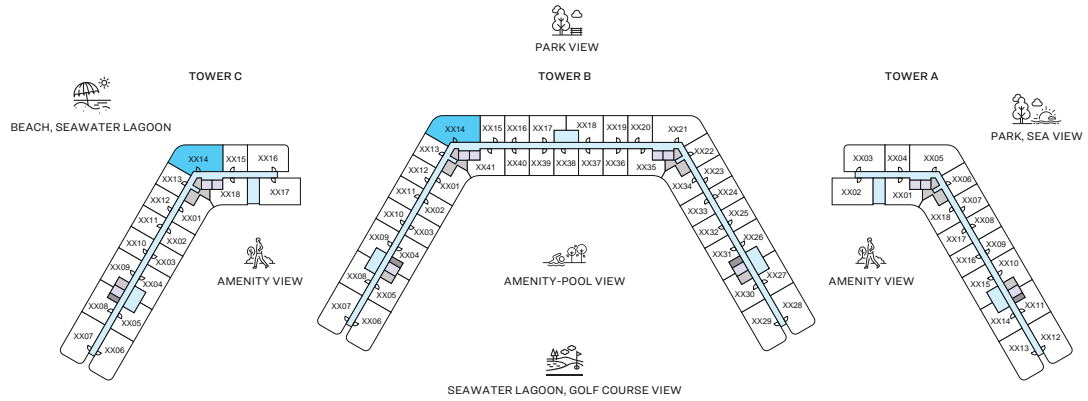 PARK VIEW
TOWER C
TOWER B
TOWER A
BEACH, SEAWATER LAGOON
PARK, SEA VIEW
XX14
XX15
XX16
XX13
XX12
XX11
XX10
XX09
XX08
XX07
XX17
XX18
XX01
XX02
XX03
XX04
XX05
XX06
XX14
XX15
XX16
XX17
XX18
XX19
XX20
XX21
XX13
XX12
XX11
XX10
XX09
XX08
XX07
XX41
XX40
XX39
XX38
XX37
XX36
XX35
XX01
XX02
XX03
XX04
XX05
XX06
XX22
XX23
XX24
XX25
XX26
XX27
XX28
XX34
XX33
XX32
XX31
XX30
XX29
XX03
XX04
XX05
XX02
XX01
XX06
XX07
XX08
XX09
XX10
XX11
XX12
XX18
XX17
XX16
XX15
XX14
XX13
AMENITY VIEW
AMENITY-POOL VIEW
AMENITY VIEW
SEAWATER LAGOON, GOLF COURSE VIEW